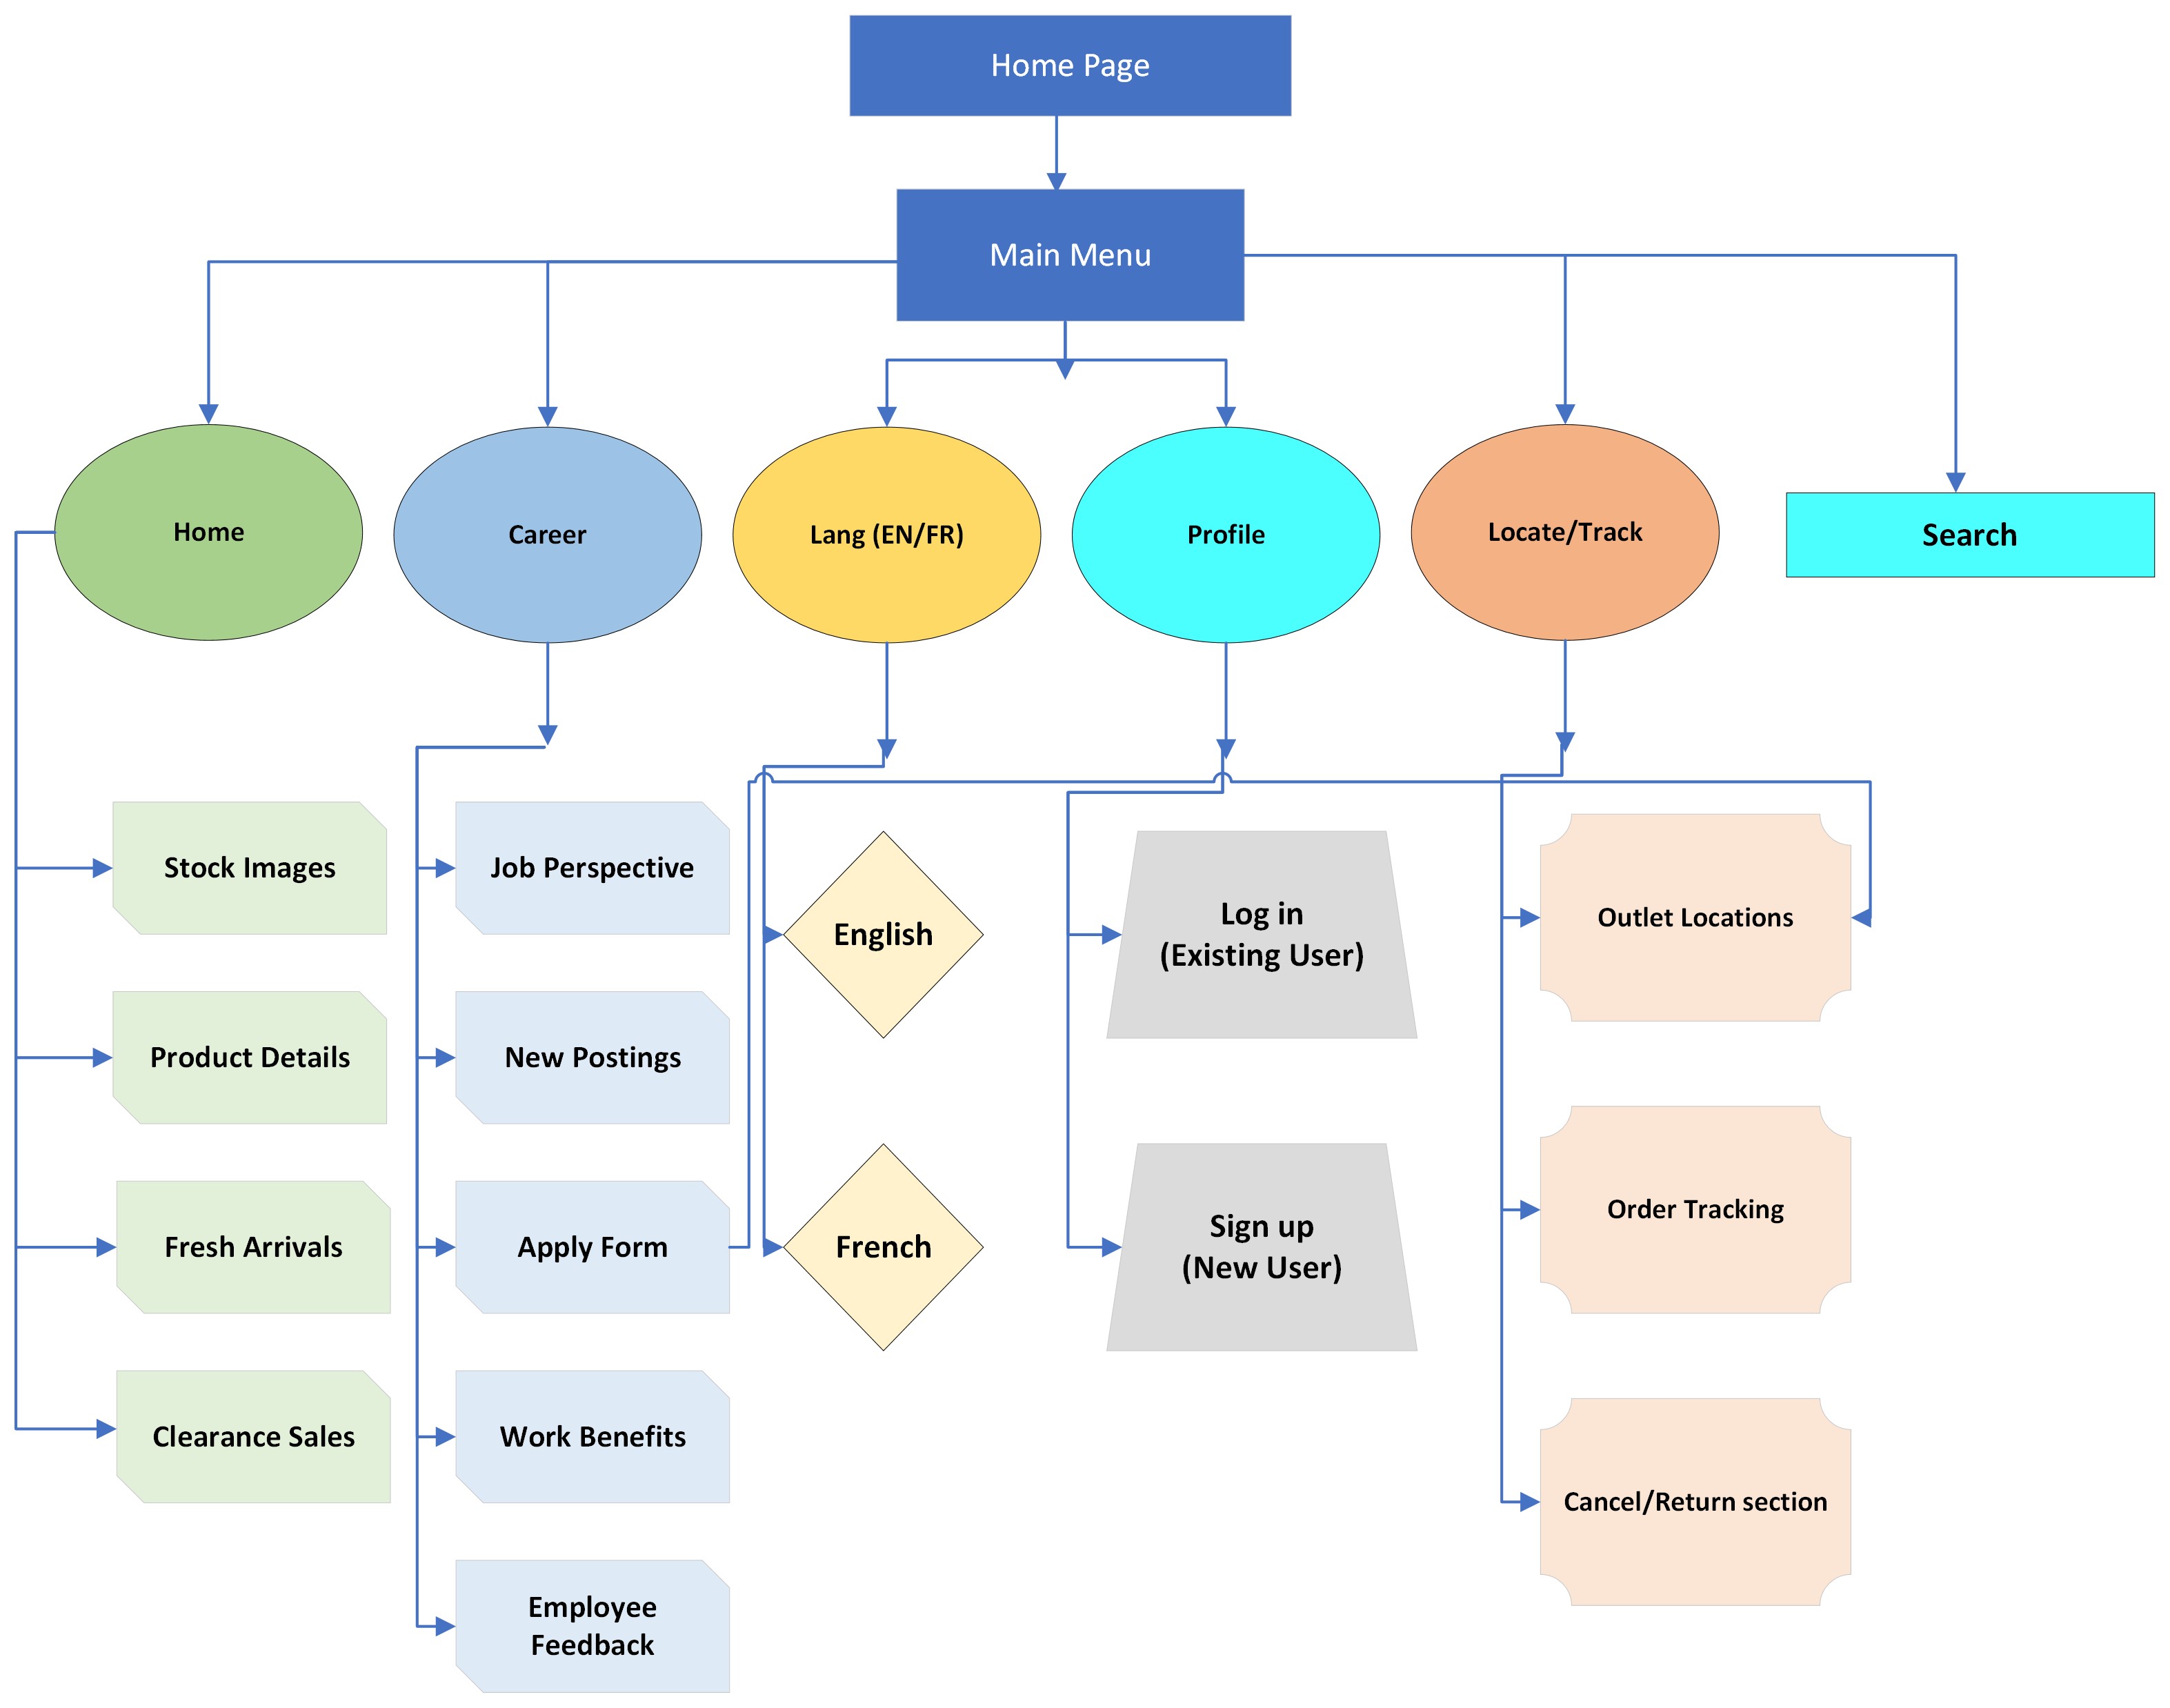 Home Page
Main Menu
Home
Career
Lang (EN/FR)
Profile
Locate/Track
Search
Stock Images
Product Details
Fresh Arrivals
Clearance Sales
Job Perspective
New Postings
Apply Form
Work Benefits
Employee
Feedback
English
French
Log in
(Existing User)
Sign up
(New User)
Outlet Locations
Order Tracking
Cancel/Return section